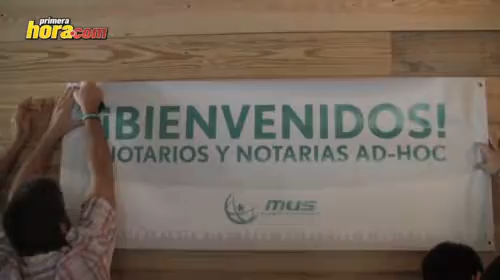 primera
hora.com
¡BIENVENIDOS!
NOTARIOS Y NOTARIAS AD-HOC
mus